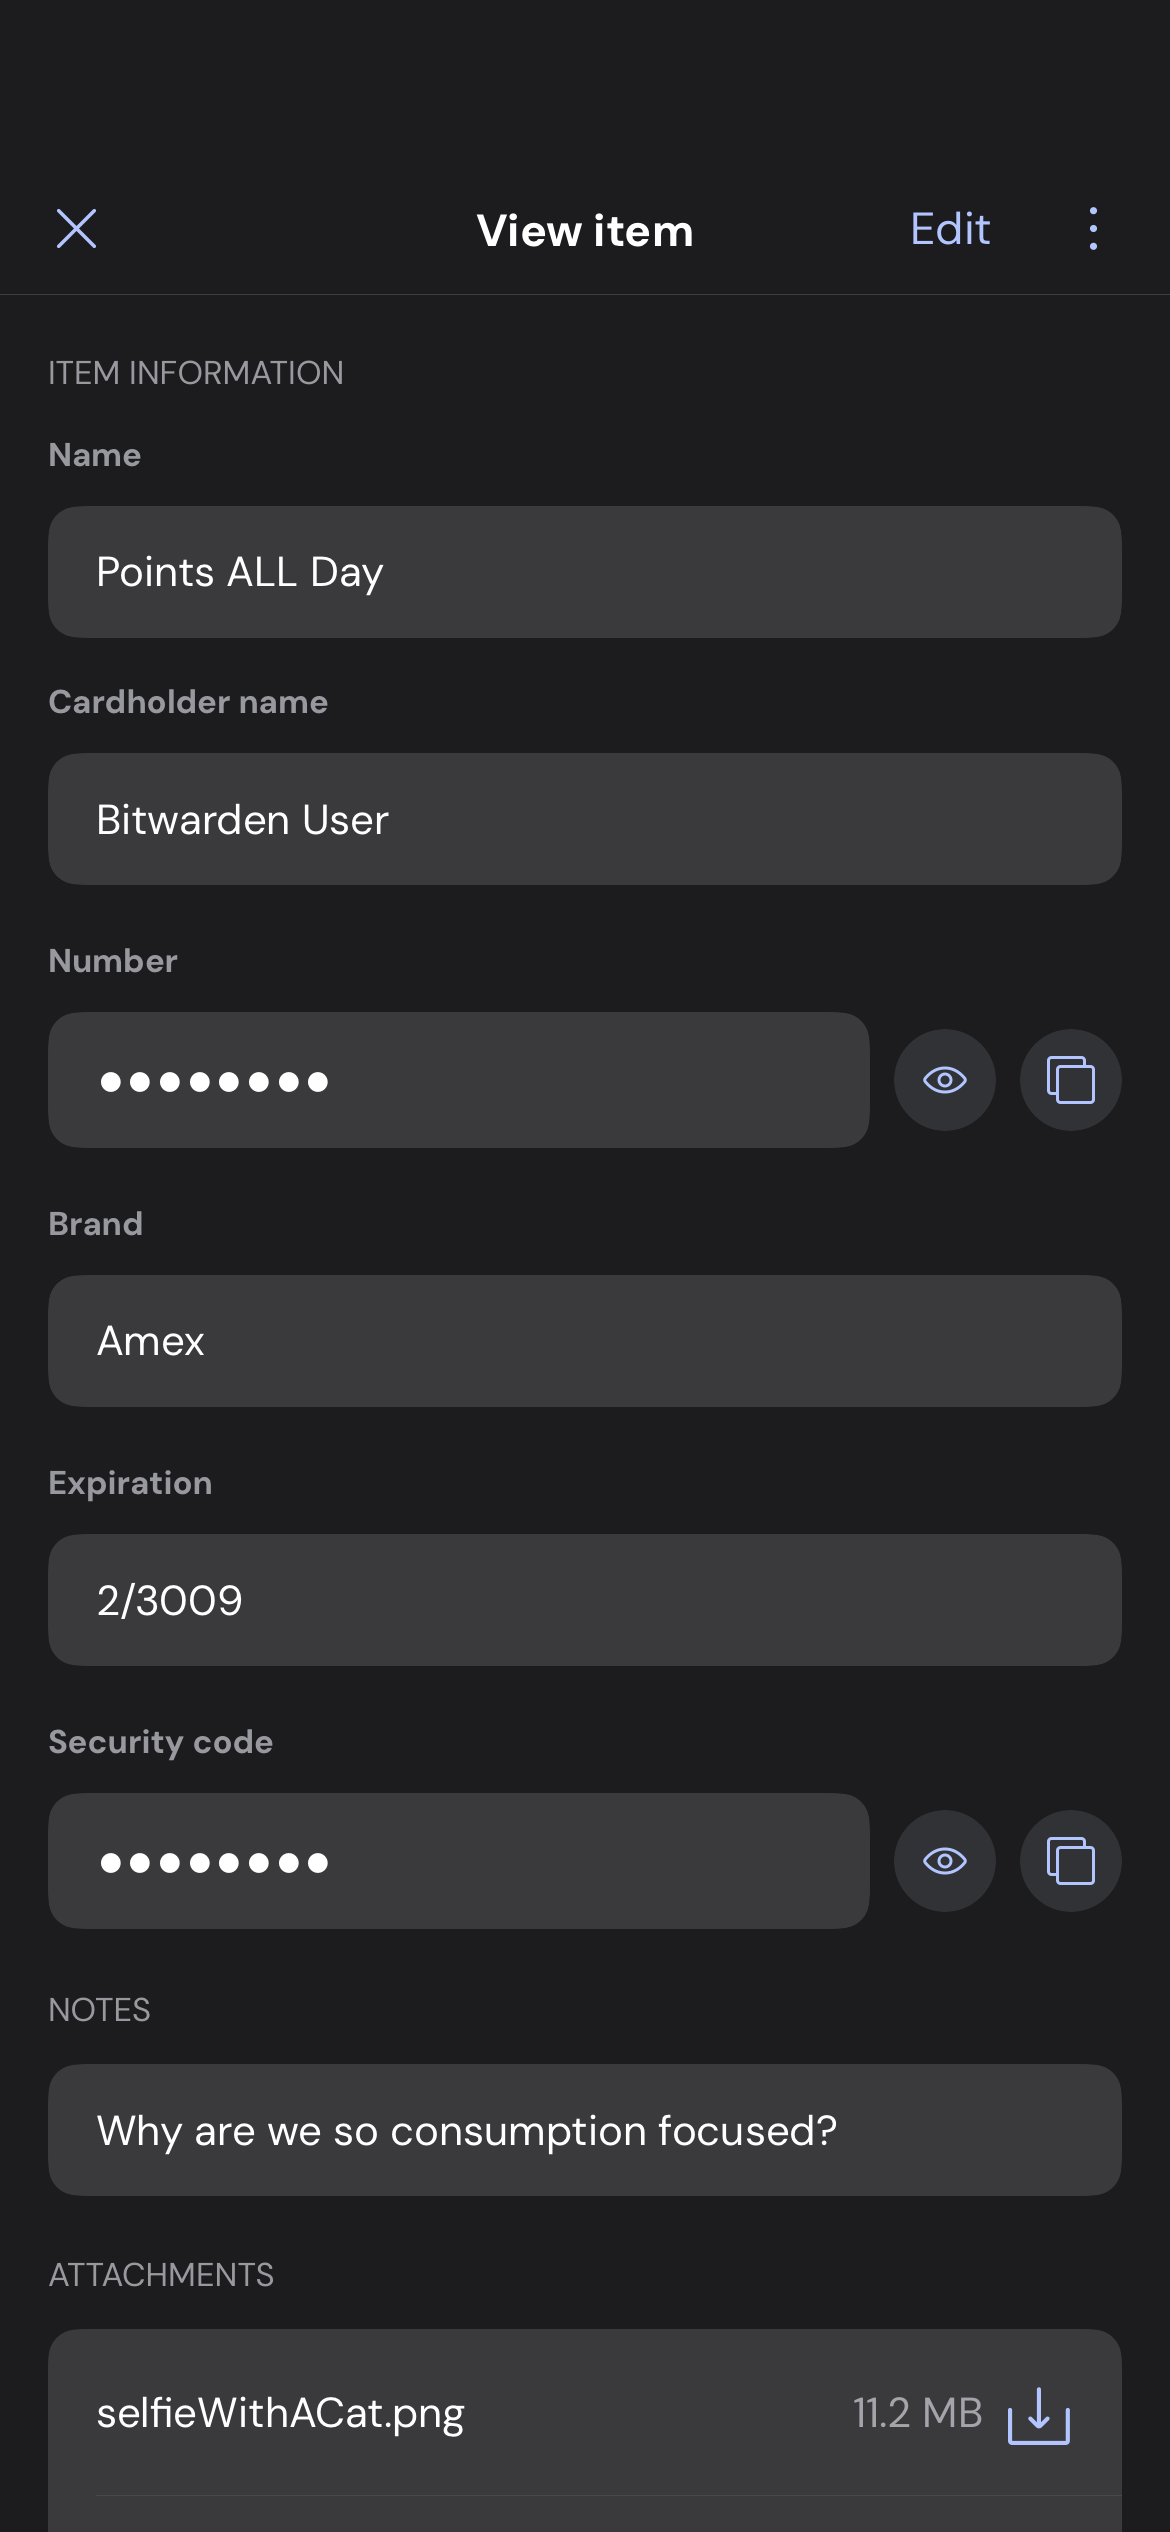 View item
Edit
ITEM INFORMATION
Name
Points ALL Day
Cardholder name
Bitwarden User
Number
●●●●●●●●
Brand
Amex
Expiration
2/3009
Security code
●●●●●●●●
NOTES
Why are we so consumption focused?
ATTACHMENTS
selfieWithACat.png 11.2 MB